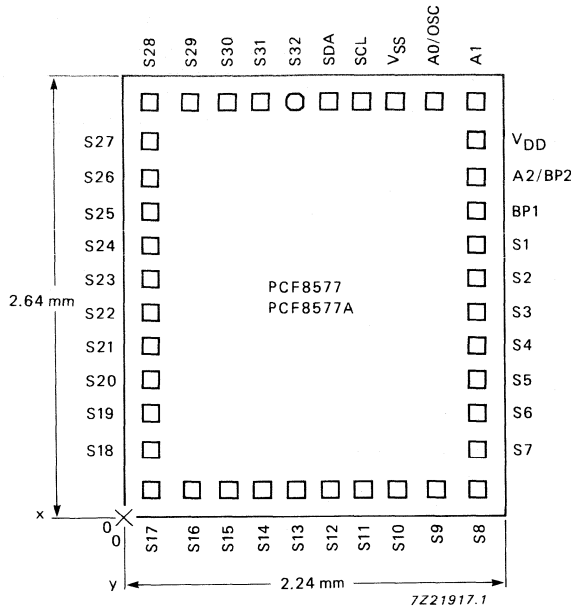 S28
S29
S30
S31
S32
SDA
SCL
VSS
A0/OSC
A1
S27
S26
S25
S24
S23
S22
S21
S20
S19
S18
VDD
A2/BP2
BP1
S1
S2
S3
S4
S5
S6
S7
PCF8577
PCF8577A
2.64 mm
x
0
0
y
S17
S16
S15
S14
S13
S12
S11
S10
S9
S8
2.24 mm
7Z21917.1